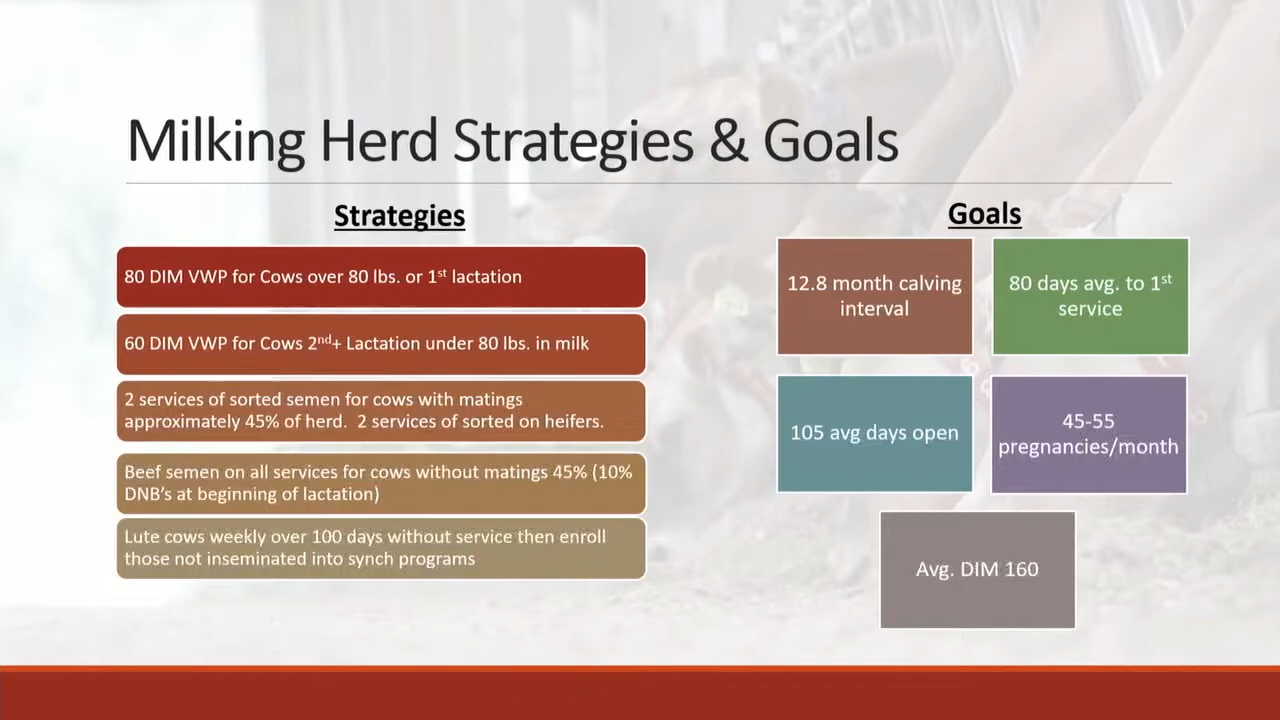 Milking Herd Strategies & Goals
Strategies
80 DIM VWP for Cows over 80 lbs. or 1st lactation
60 DIM VWP for Cows 2nd+ Lactation under 80 lbs. in milk
2 services of sorted semen for cows with matings
approximately 45% of herd.  2 services of sorted on heifers.
Beef semen on all services for cows without matings 45% (10%
DNB’s at beginning of lactation)
Lute cows weekly over 100 days without service then enroll
those not inseminated into synch programs
Goals
12.8 month calving
interval
80 days avg. to 1st
service
105 avg days open
45-55
pregnancies/month
Avg. DIM 160